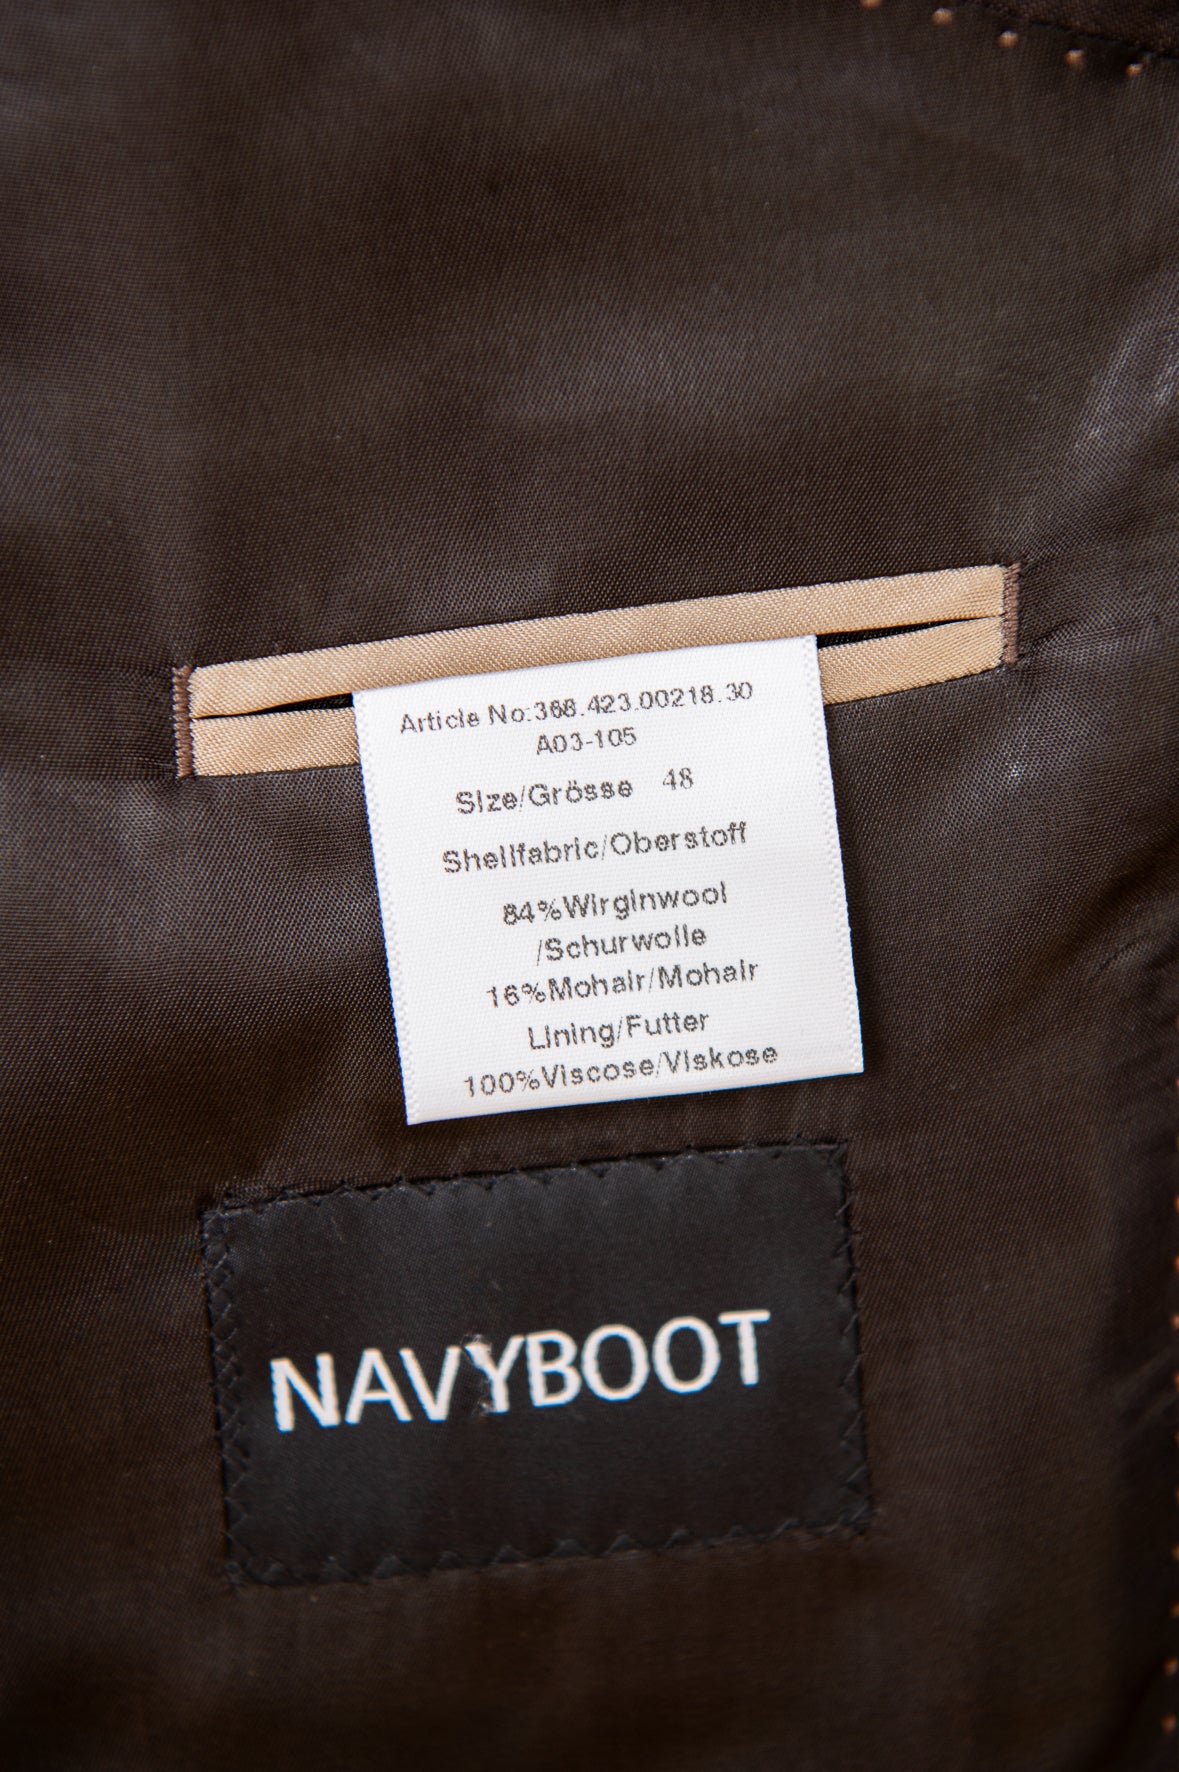 Article No:368.423.00218.30
A03-105
Size/Grösse 48
Shellfabric/Oberstoff
84%Wirginwool
/Schurwolle
16%Mohair/Mohair
Lining/Futter
100%Viscose/Viskose
NAVYBOOT